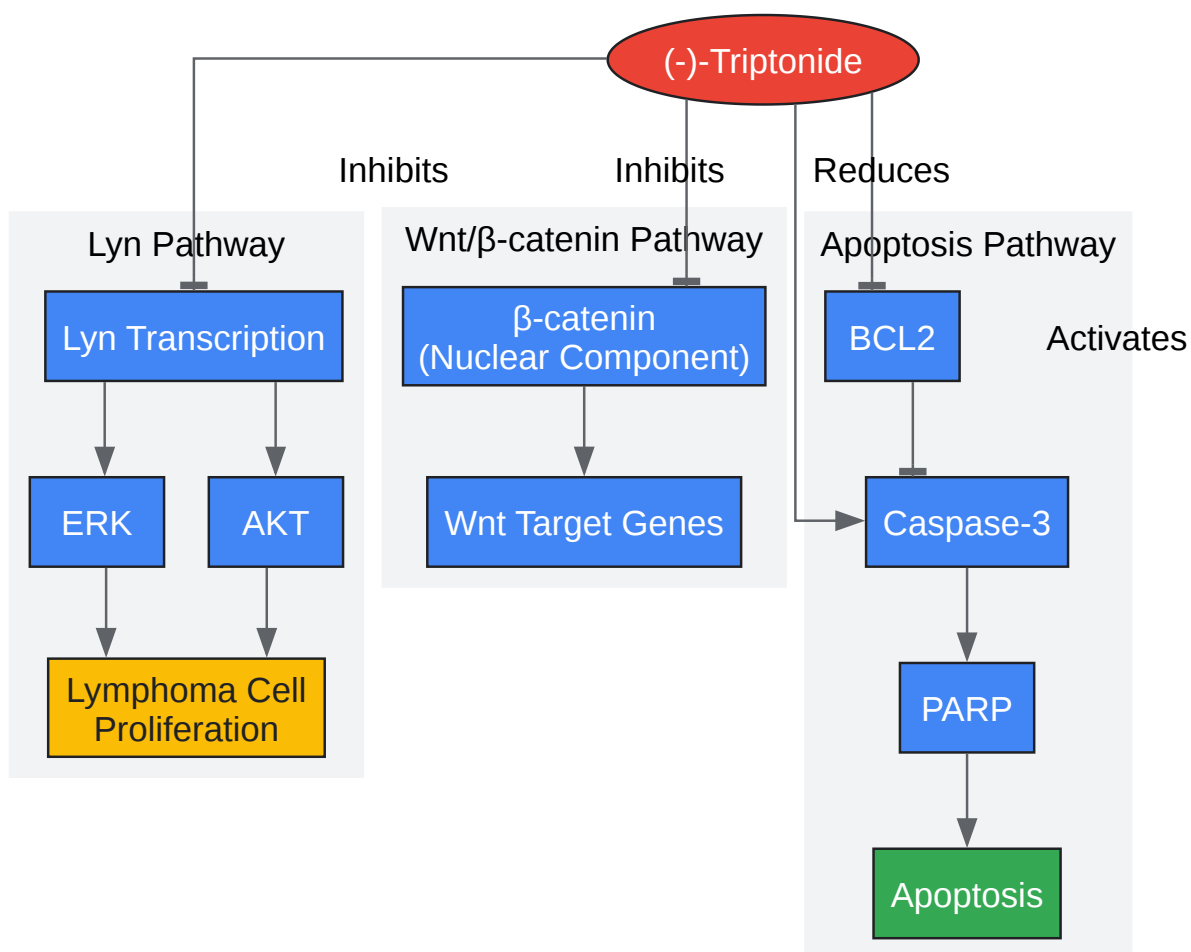 (-)-Triptonide
Inhibits
Inhibits
Reduces
Lyn Pathway
Wnt/β-catenin Pathway
Apoptosis Pathway
Lyn Transcription
β-catenin
(Nuclear Component)
BCL2
Activates
ERK
AKT
Wnt Target Genes
Caspase-3
Lymphoma Cell
Proliferation
PARP
Apoptosis